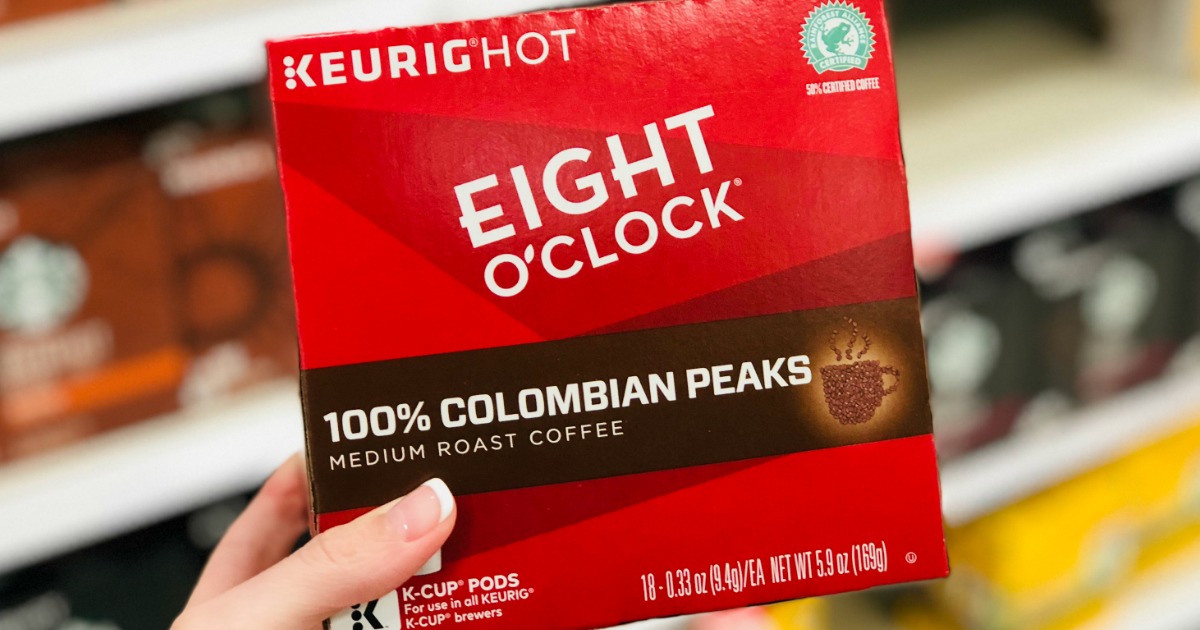 KEURIG®HOT
RAINFOREST ALLIANCE
CERTIFIED
50% CERTIFIED COFFEE
EIGHT
O'CLOCK®
100% COLOMBIAN PEAKS
MEDIUM ROAST COFFEE
K-CUP® PODS
For use in all KEURIG®
K-CUP® brewers
18 - 0.33 oz (9.4g)/EA NET WT 5.9 oz (169g)
U